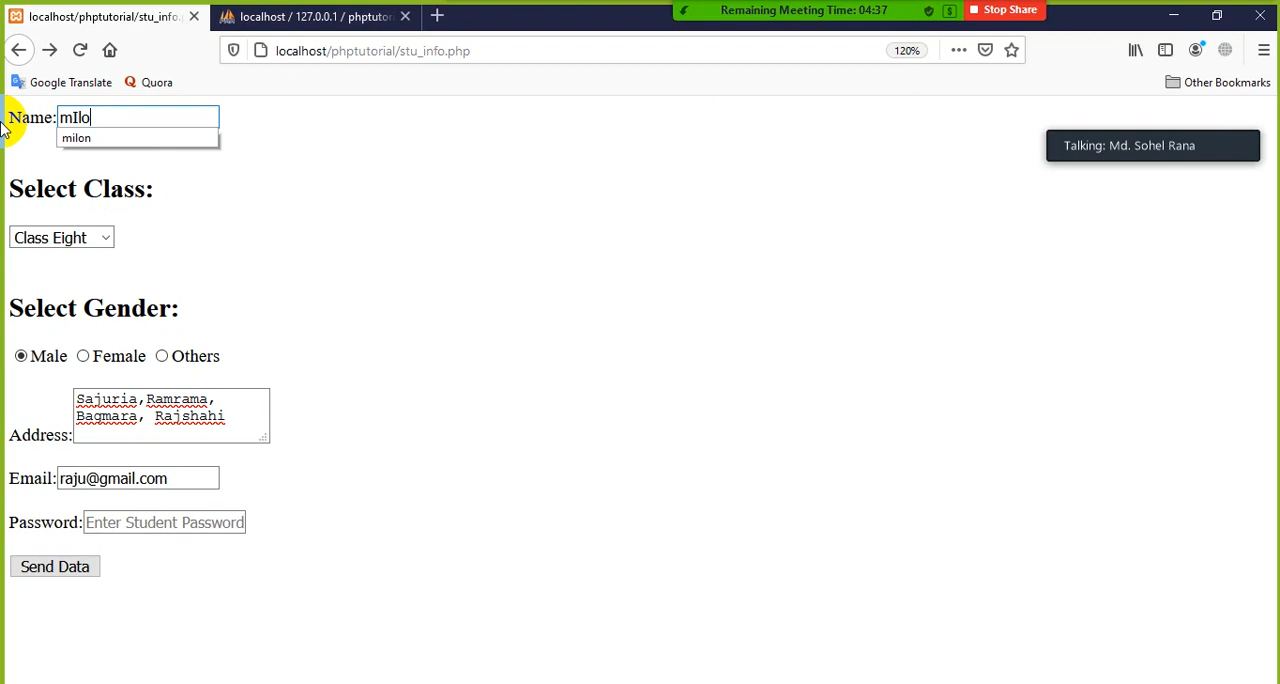 localhost/phptutorial/stu_info.
localhost / 127.0.0.1 / phptutor
Remaining Meeting Time: 04:37
Stop Share
localhost/phptutorial/stu_info.php
120%
Google Translate
Quora
Other Bookmarks
Name:
mIlo
milon
Talking: Md. Sohel Rana
Select Class:
Class Eight
Select Gender:
Male
Female
Others
Address:
Sajuria,Ramrama,
Bagmara, Rajshahi
Email:
raju@gmail.com
Password:
Enter Student Password
Send Data